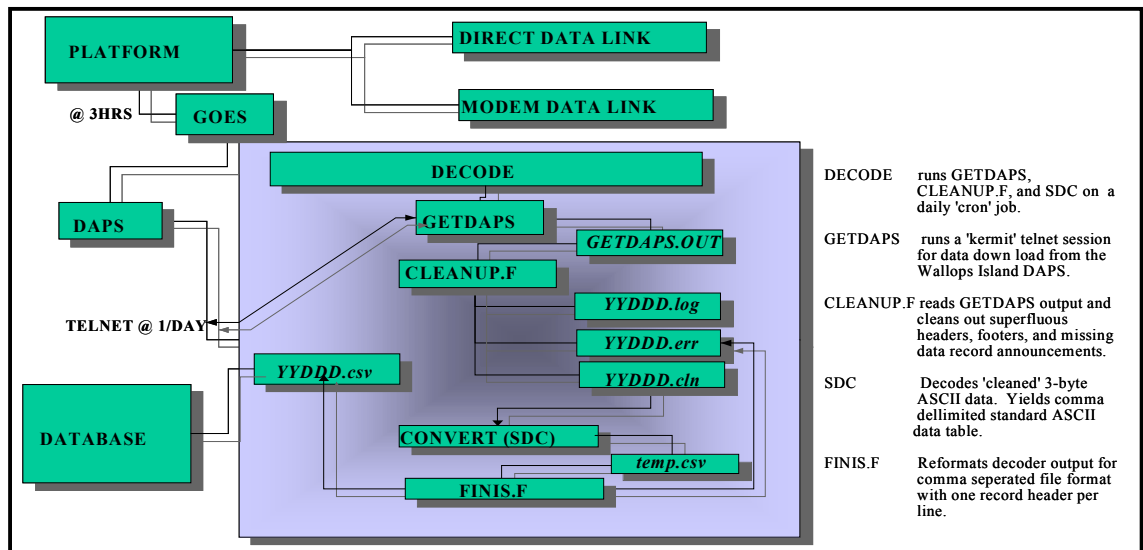 PLATFORM
DIRECT DATA LINK
MODEM DATA LINK
@ 3HRS
GOES
DECODE
DAPS
GETDAPS
GETDAPS.OUT
CLEANUP.F
YYDDD.log
TELNET @ 1/DAY
YYDDD.err
YYDDD.csv
YYDDD.cln
DATABASE
CONVERT (SDC)
temp.csv
FINIS.F
DECODE runs GETDAPS,
CLEANUP.F, and SDC on a
daily 'cron' job.
GETDAPS runs a 'kermit' telnet session
for data down load from the
Wallops Island DAPS.
CLEANUP.F reads GETDAPS output and
cleans out superfluous
headers, footers, and missing
data record announcements.
SDC Decodes 'cleaned' 3-byte
ASCII data. Yields comma
dellimited standard ASCII
data table.
FINIS.F Reformats decoder output for
comma seperated file format
with one record header per
line.